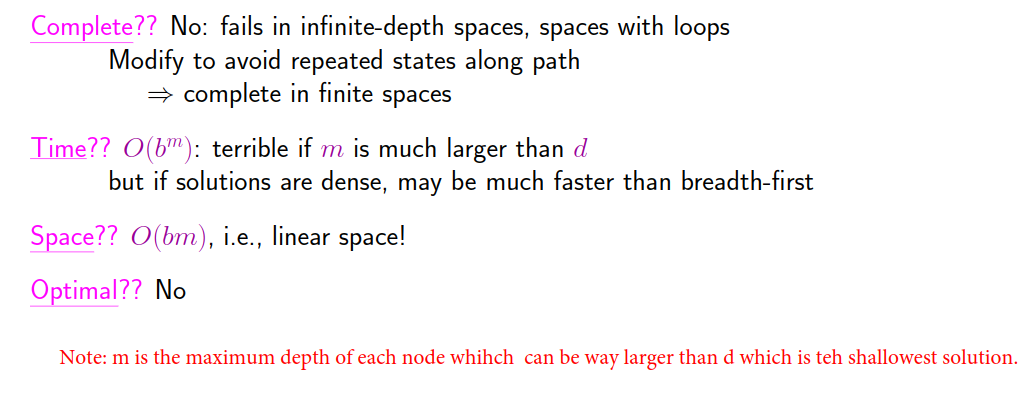 Complete?? No: fails in infinite-depth spaces, spaces with loops
Modify to avoid repeated states along path
⇒ complete in finite spaces
Time?? O(b^m): terrible if m is much larger than d
but if solutions are dense, may be much faster than breadth-first
Space?? O(bm), i.e., linear space!
Optimal?? No
Note: m is the maximum depth of each node whihch can be way larger than d which is teh shallowest solution.